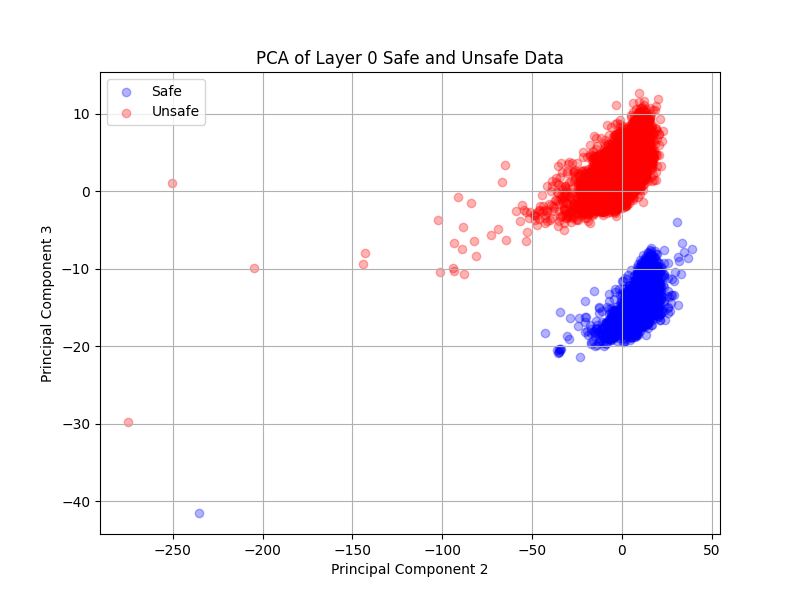 PCA of Layer 0 Safe and Unsafe Data
Safe
Unsafe
10
0
−10
−20
−30
−40
Principal Component 3
−250
−200
−150
−100
−50
0
50
Principal Component 2